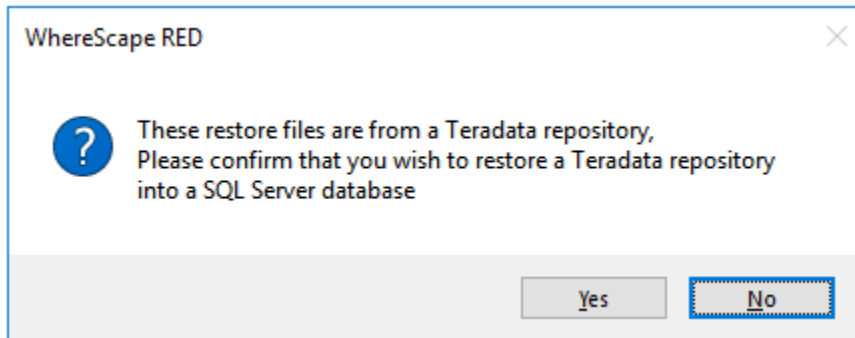 WhereScape RED
These restore files are from a Teradata repository,
Please confirm that you wish to restore a Teradata repository
into a SQL Server database
Yes
No